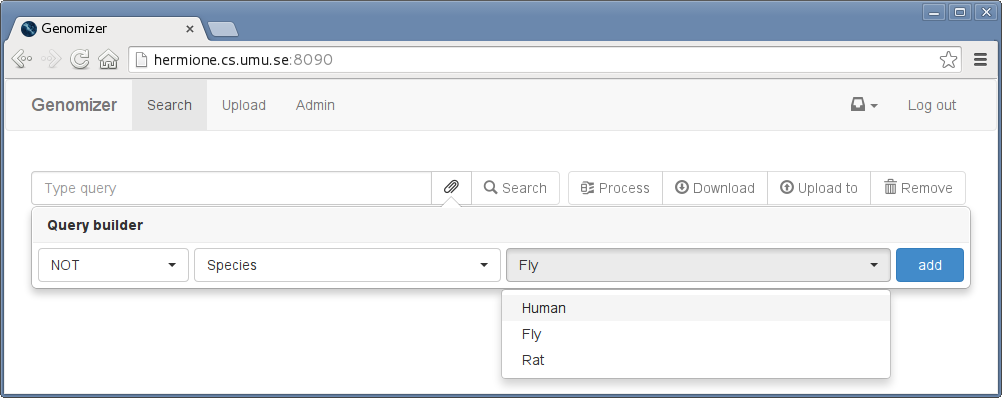 Genomizer
hermione.cs.umu.se:8090
Genomizer Search Upload Admin Log out
Type query Search Process Download Upload to Remove
Query builder
NOT Species Fly add
Human
Fly
Rat